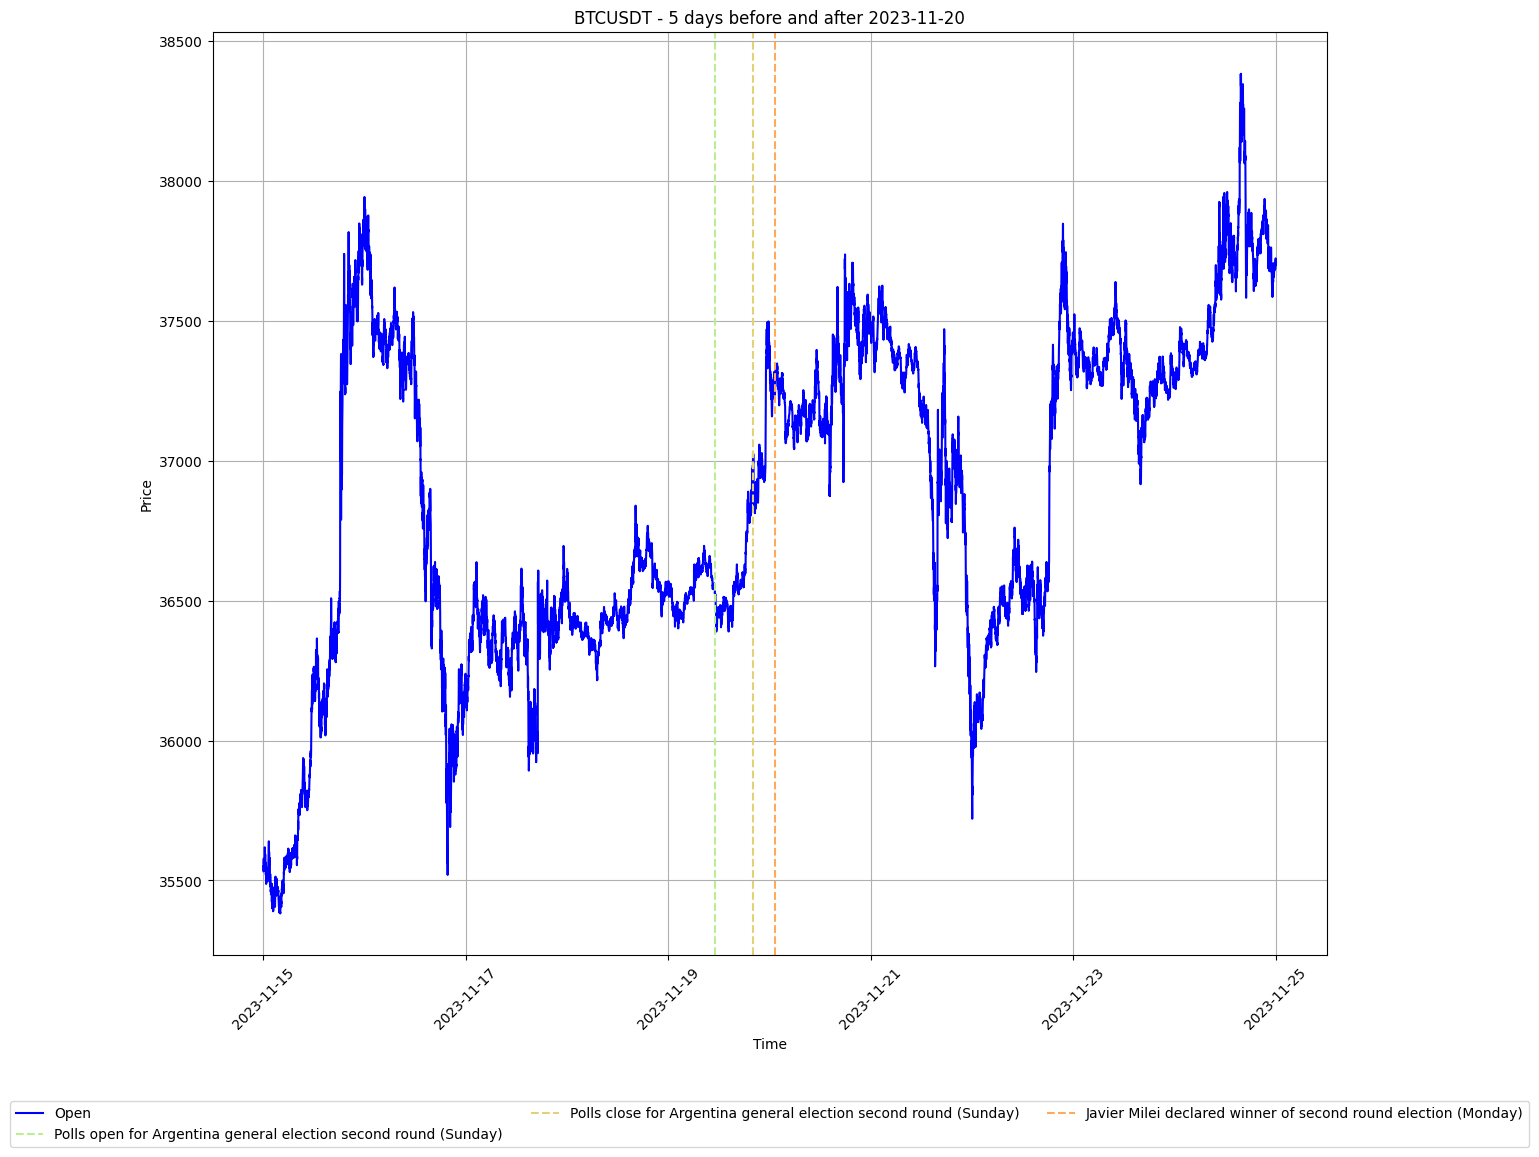 BTCUSDT - 5 days before and after 2023-11-20
38500
38000
37500
37000
36500
36000
35500
Price
2023-11-15
2023-11-17
2023-11-19
2023-11-21
2023-11-23
2023-11-25
Time
Open
Polls open for Argentina general election second round (Sunday)
Polls close for Argentina general election second round (Sunday)
Javier Milei declared winner of second round election (Monday)